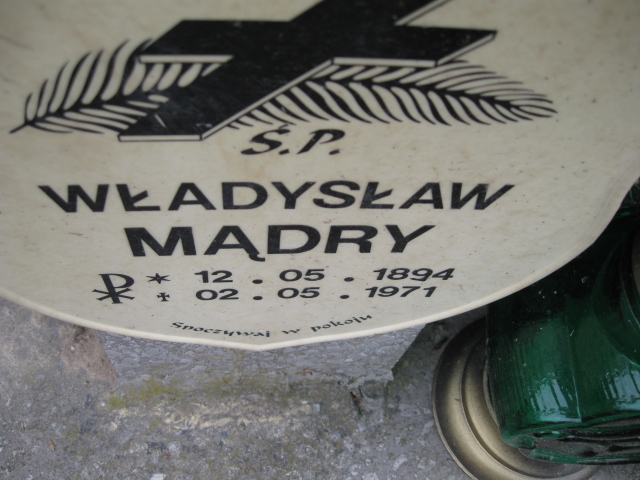 Ś.P.
WŁADYSŁAW
MĄDRY
☧ * 12 . 05 . 1894
✝ 02 . 05 . 1971
Spoczywaj w pokoju